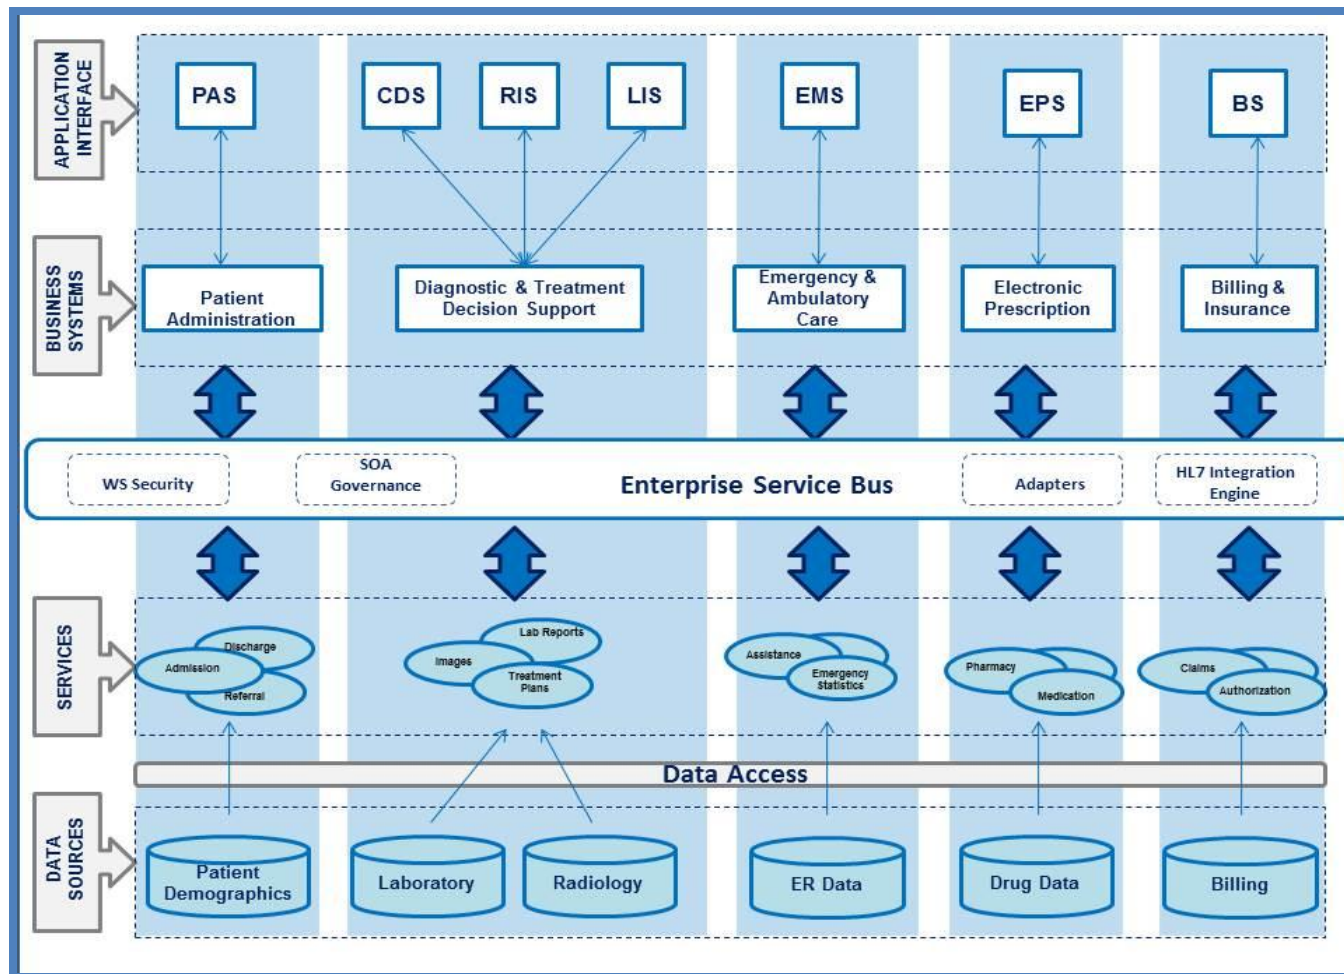 APPLICATION
INTERFACE
PAS
CDS
RIS
LIS
EMS
EPS
BS
BUSINESS
SYSTEMS
Patient
Administration
Diagnostic & Treatment
Decision Support
Emergency &
Ambulatory
Care
Electronic
Prescription
Billing &
Insurance
WS Security
SOA
Governance
Enterprise Service Bus
Adapters
HL7 Integration
Engine
SERVICES
Discharge
Admission
Referral
Lab Reports
Images
Treatment
Plans
Assistance
Emergency
Statistics
Pharmacy
Medication
Claims
Authorization
Data Access
DATA
SOURCES
Patient
Demographics
Laboratory
Radiology
ER Data
Drug Data
Billing